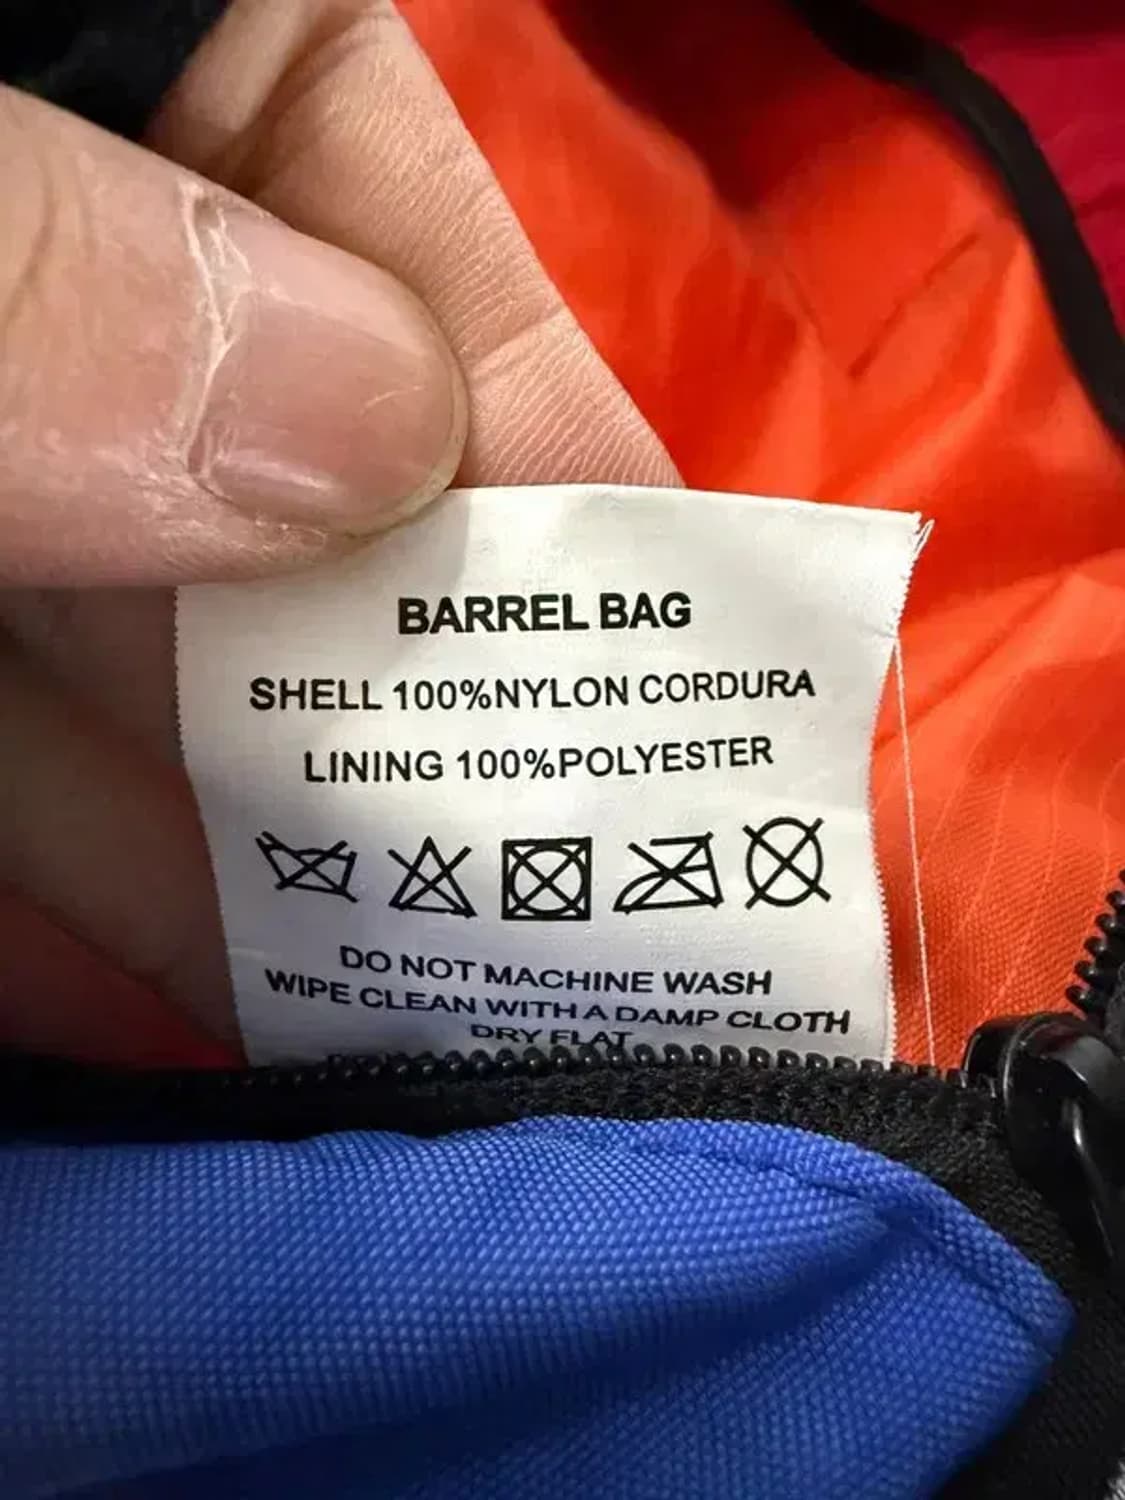 BARREL BAG
SHELL 100%NYLON CORDURA
LINING 100%POLYESTER
DO NOT MACHINE WASH
WIPE CLEAN WITH A DAMP CLOTH
DRY FLAT